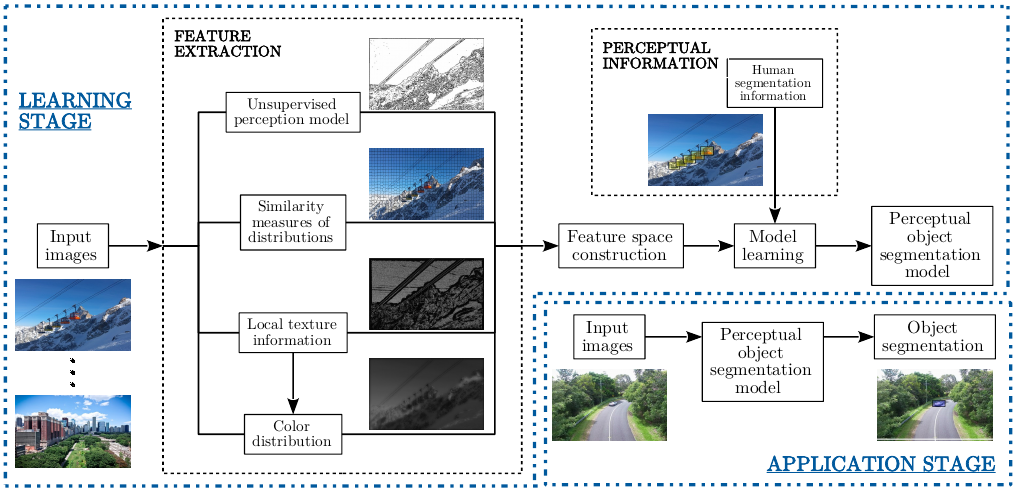 FEATURE
EXTRACTION
LEARNING
STAGE
Unsupervised
perception model
Similarity
measures of
distributions
Input
images
Local texture
information
Color
distribution
PERCEPTUAL
INFORMATION
Human
segmentation
information
Feature space
construction
Model
learning
Perceptual
object
segmentation
model
Input
images
Perceptual
object
segmentation
model
Object
segmentation
APPLICATION STAGE